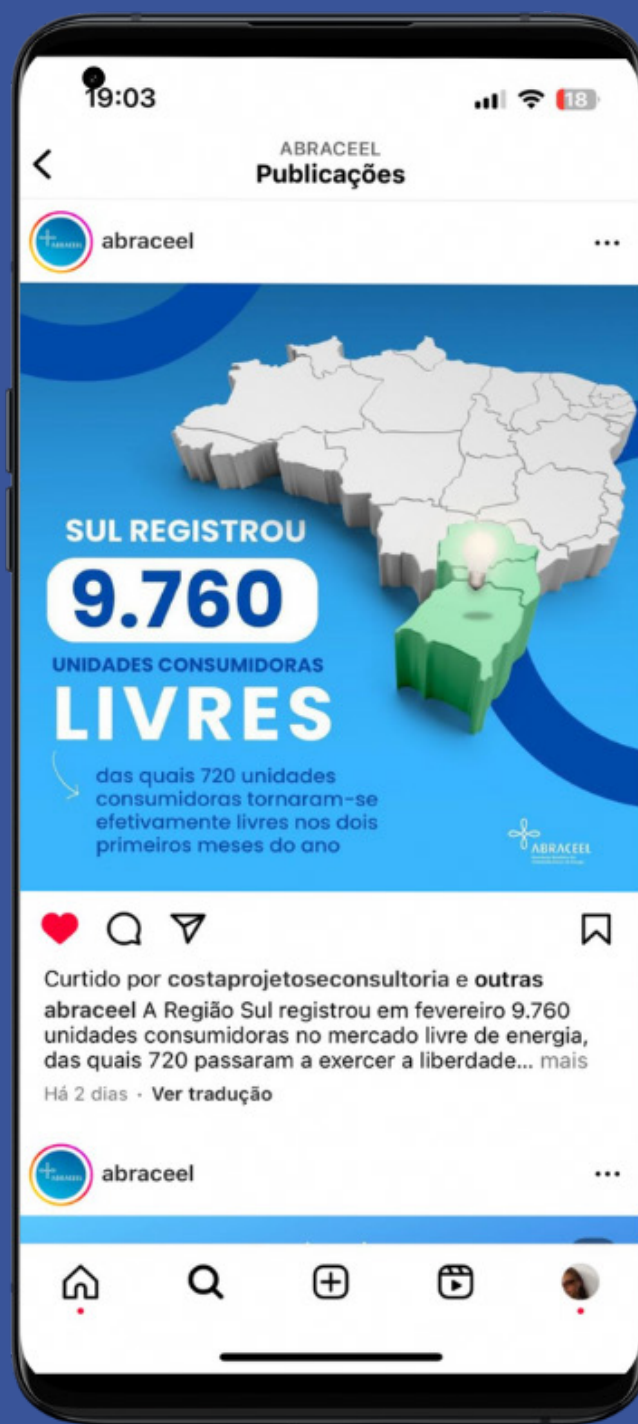 19:03
18
ABRACEEL
Publicações
abraceel
SUL REGISTROU
9.760
UNIDADES CONSUMIDORAS
LIVRES
das quais 720 unidades
consumidoras tornaram-se
efetivamente livres nos dois
primeiros meses do ano
ABRACEEL
Curtido por costaprojetoseconsultoria e outras
abraceel A Região Sul registrou em fevereiro 9.760
unidades consumidoras no mercado livre de energia,
das quais 720 passaram a exercer a liberdade... mais
Há 2 dias · Ver tradução
abraceel